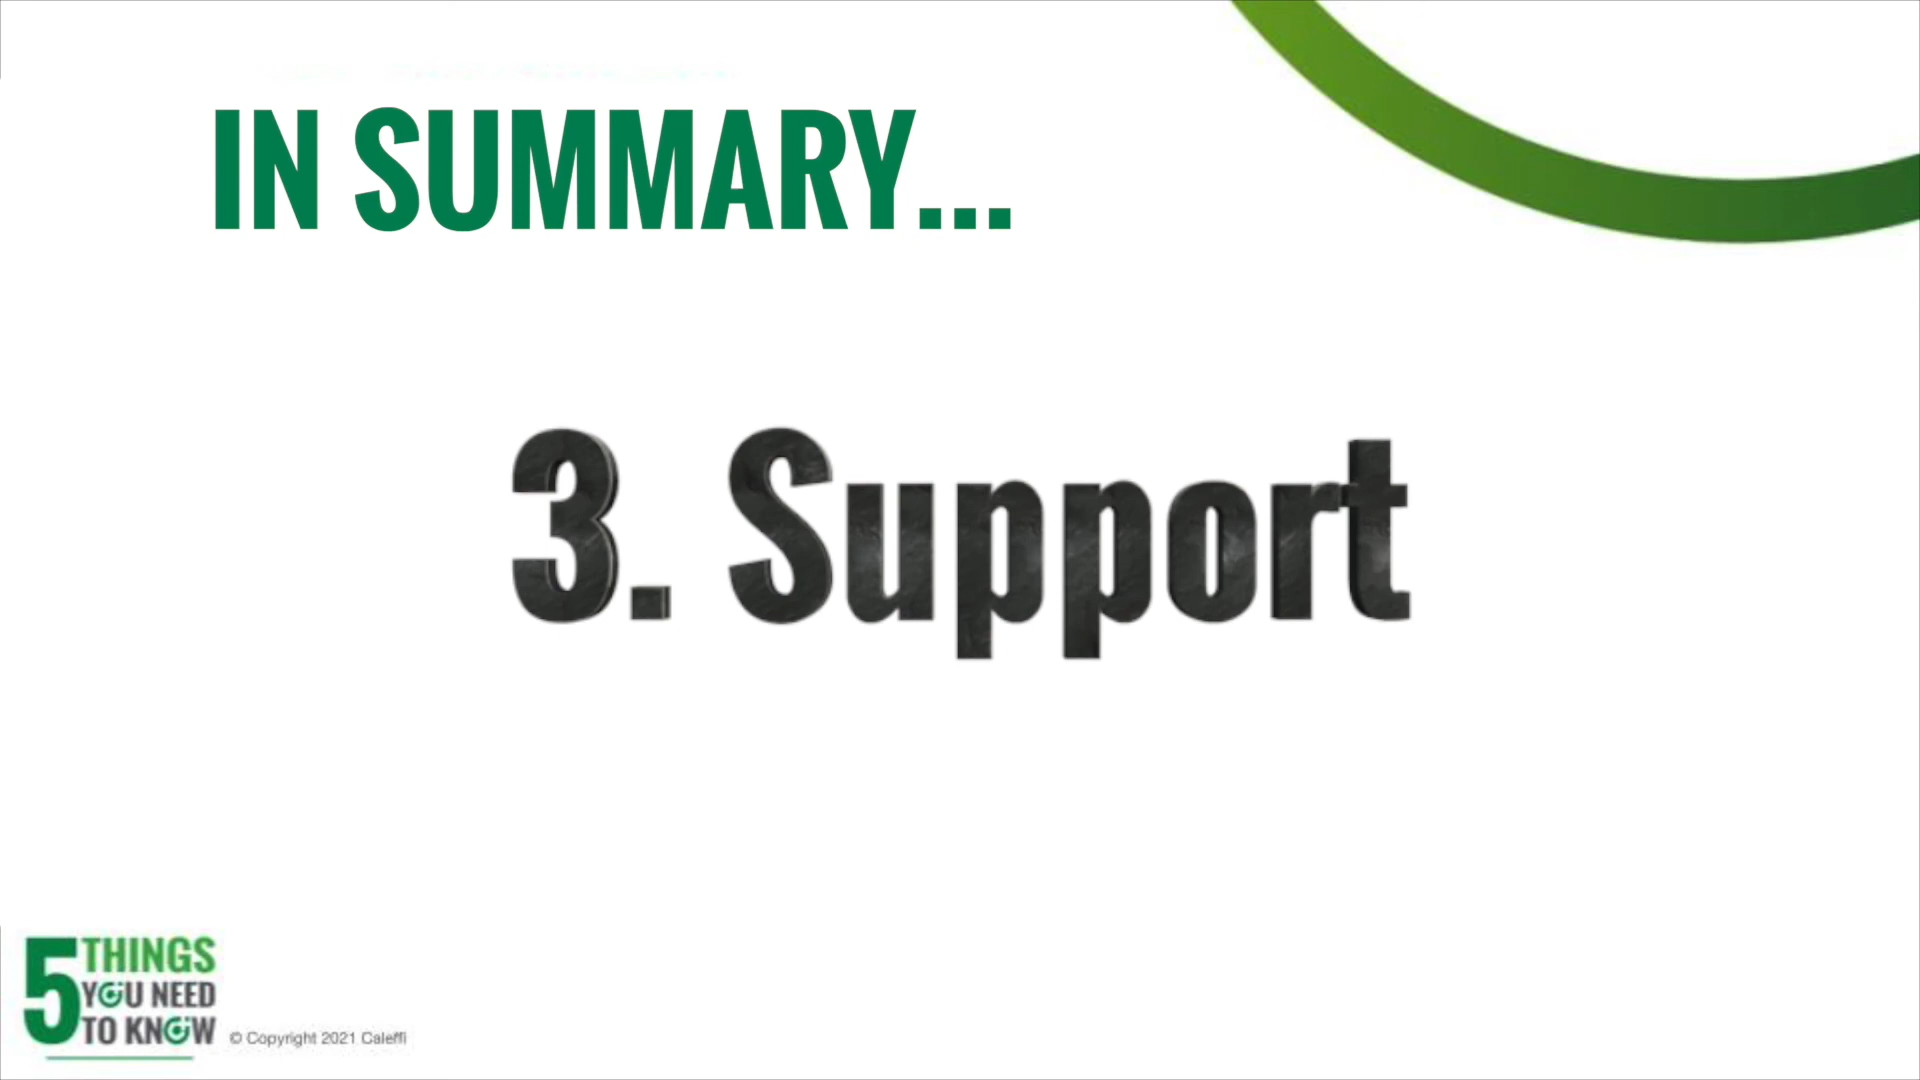 IN SUMMARY...
3. Support
5 THINGS
YOU NEED
TO KNOW
© Copyright 2021 Caleffi